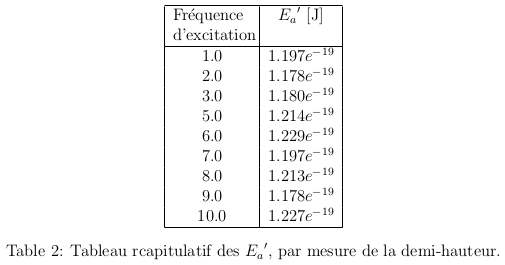 Fréquence d'excitation | Eₐ′ [J]
1.0 | 1.197e⁻¹⁹
2.0 | 1.178e⁻¹⁹
3.0 | 1.180e⁻¹⁹
5.0 | 1.214e⁻¹⁹
6.0 | 1.229e⁻¹⁹
7.0 | 1.197e⁻¹⁹
8.0 | 1.213e⁻¹⁹
9.0 | 1.178e⁻¹⁹
10.0 | 1.227e⁻¹⁹
Table 2: Tableau rcapitulatif des Eₐ′, par mesure de la demi-hauteur.